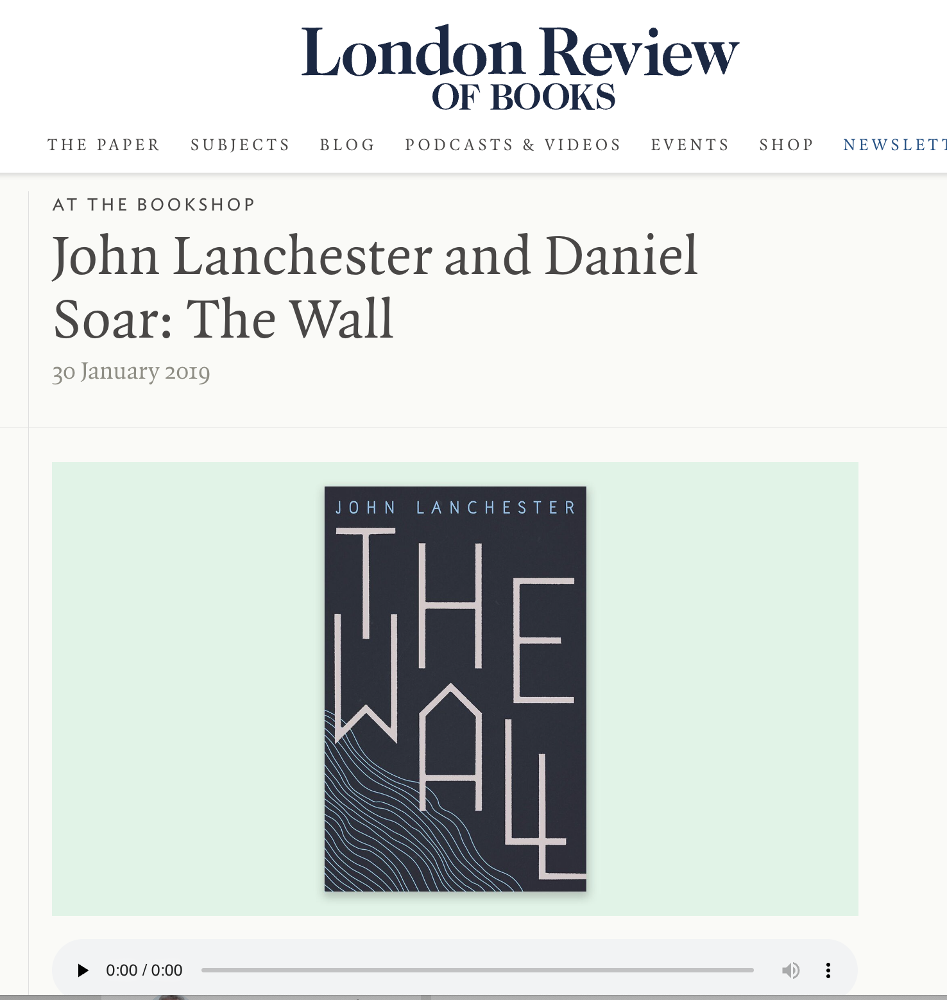 London Review
OF BOOKS
THE PAPER SUBJECTS BLOG PODCASTS & VIDEOS EVENTS SHOP NEWSLETT
AT THE BOOKSHOP
John Lanchester and Daniel
Soar: The Wall
30 January 2019
JOHN LANCHESTER
THE
WALL
0:00 / 0:00